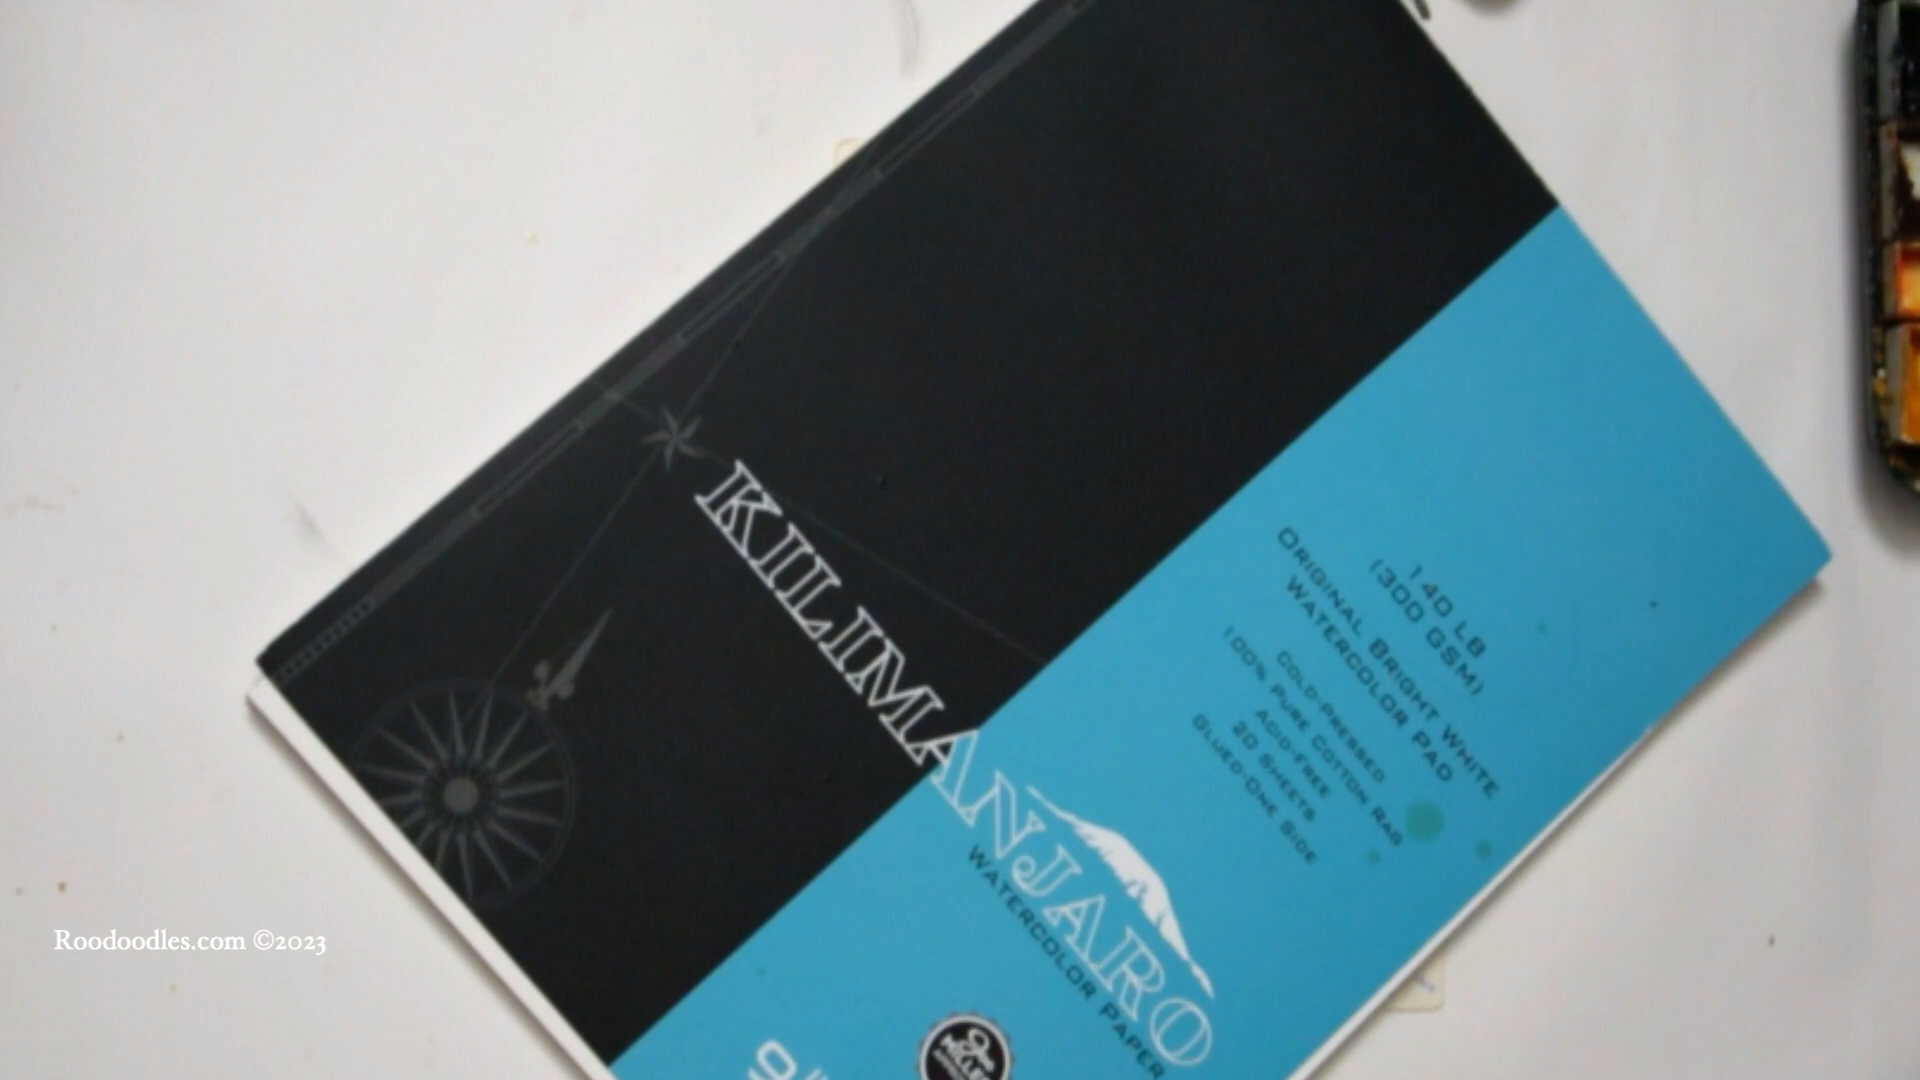 KILIMANJARO
WATERCOLOR PAPER
140 LB
(300 GSM)
ORIGINAL BRIGHT WHITE
WATERCOLOR PAD
COLD-PRESSED
100% PURE COTTON RAG
ACID-FREE
20 SHEETS
GLUED-ONE SIDE
9"
Roodoodles.com ©2023